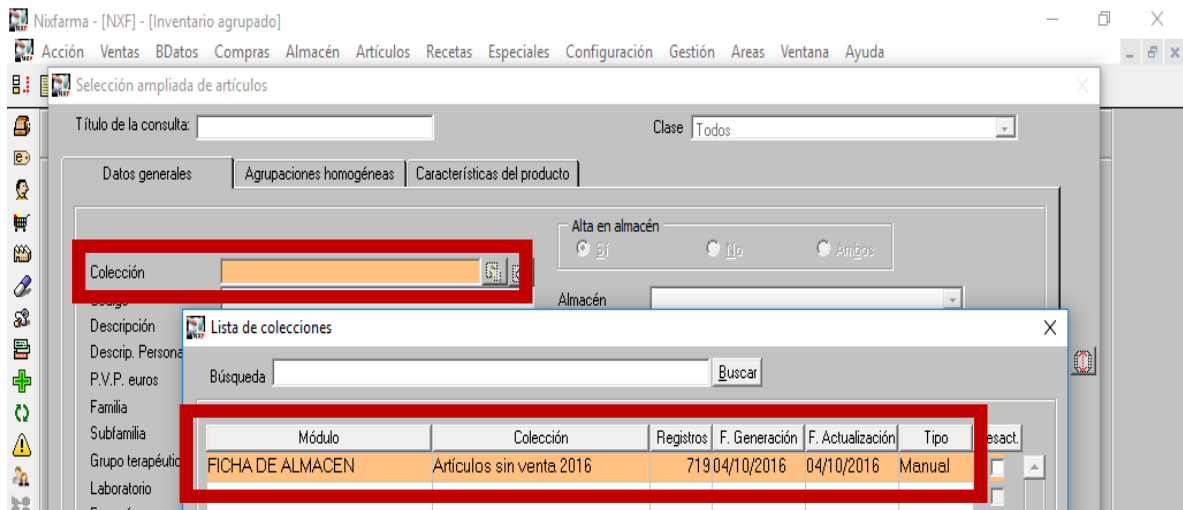 Nixfarma - [NXF] - [Inventario agrupado]
Acción Ventas BDatos Compras Almacén Artículos Recetas Especiales Configuración Gestión Areas Ventana Ayuda
Selección ampliada de artículos
Título de la consulta: Clase Todos
Datos generales Agrupaciones homogéneas Características del producto
Alta en almacén
Sí No Ambos
Colección
Almacén
Descripción
Lista de colecciones
Descrip. Persona
P.V.P. euros
Búsqueda Buscar
Familia
Subfamilia
Módulo Colección Registros F. Generación F. Actualización Tipo esact.
Grupo terapéutic
FICHA DE ALMACEN Artículos sin venta 2016 719 04/10/2016 04/10/2016 Manual
Laboratorio